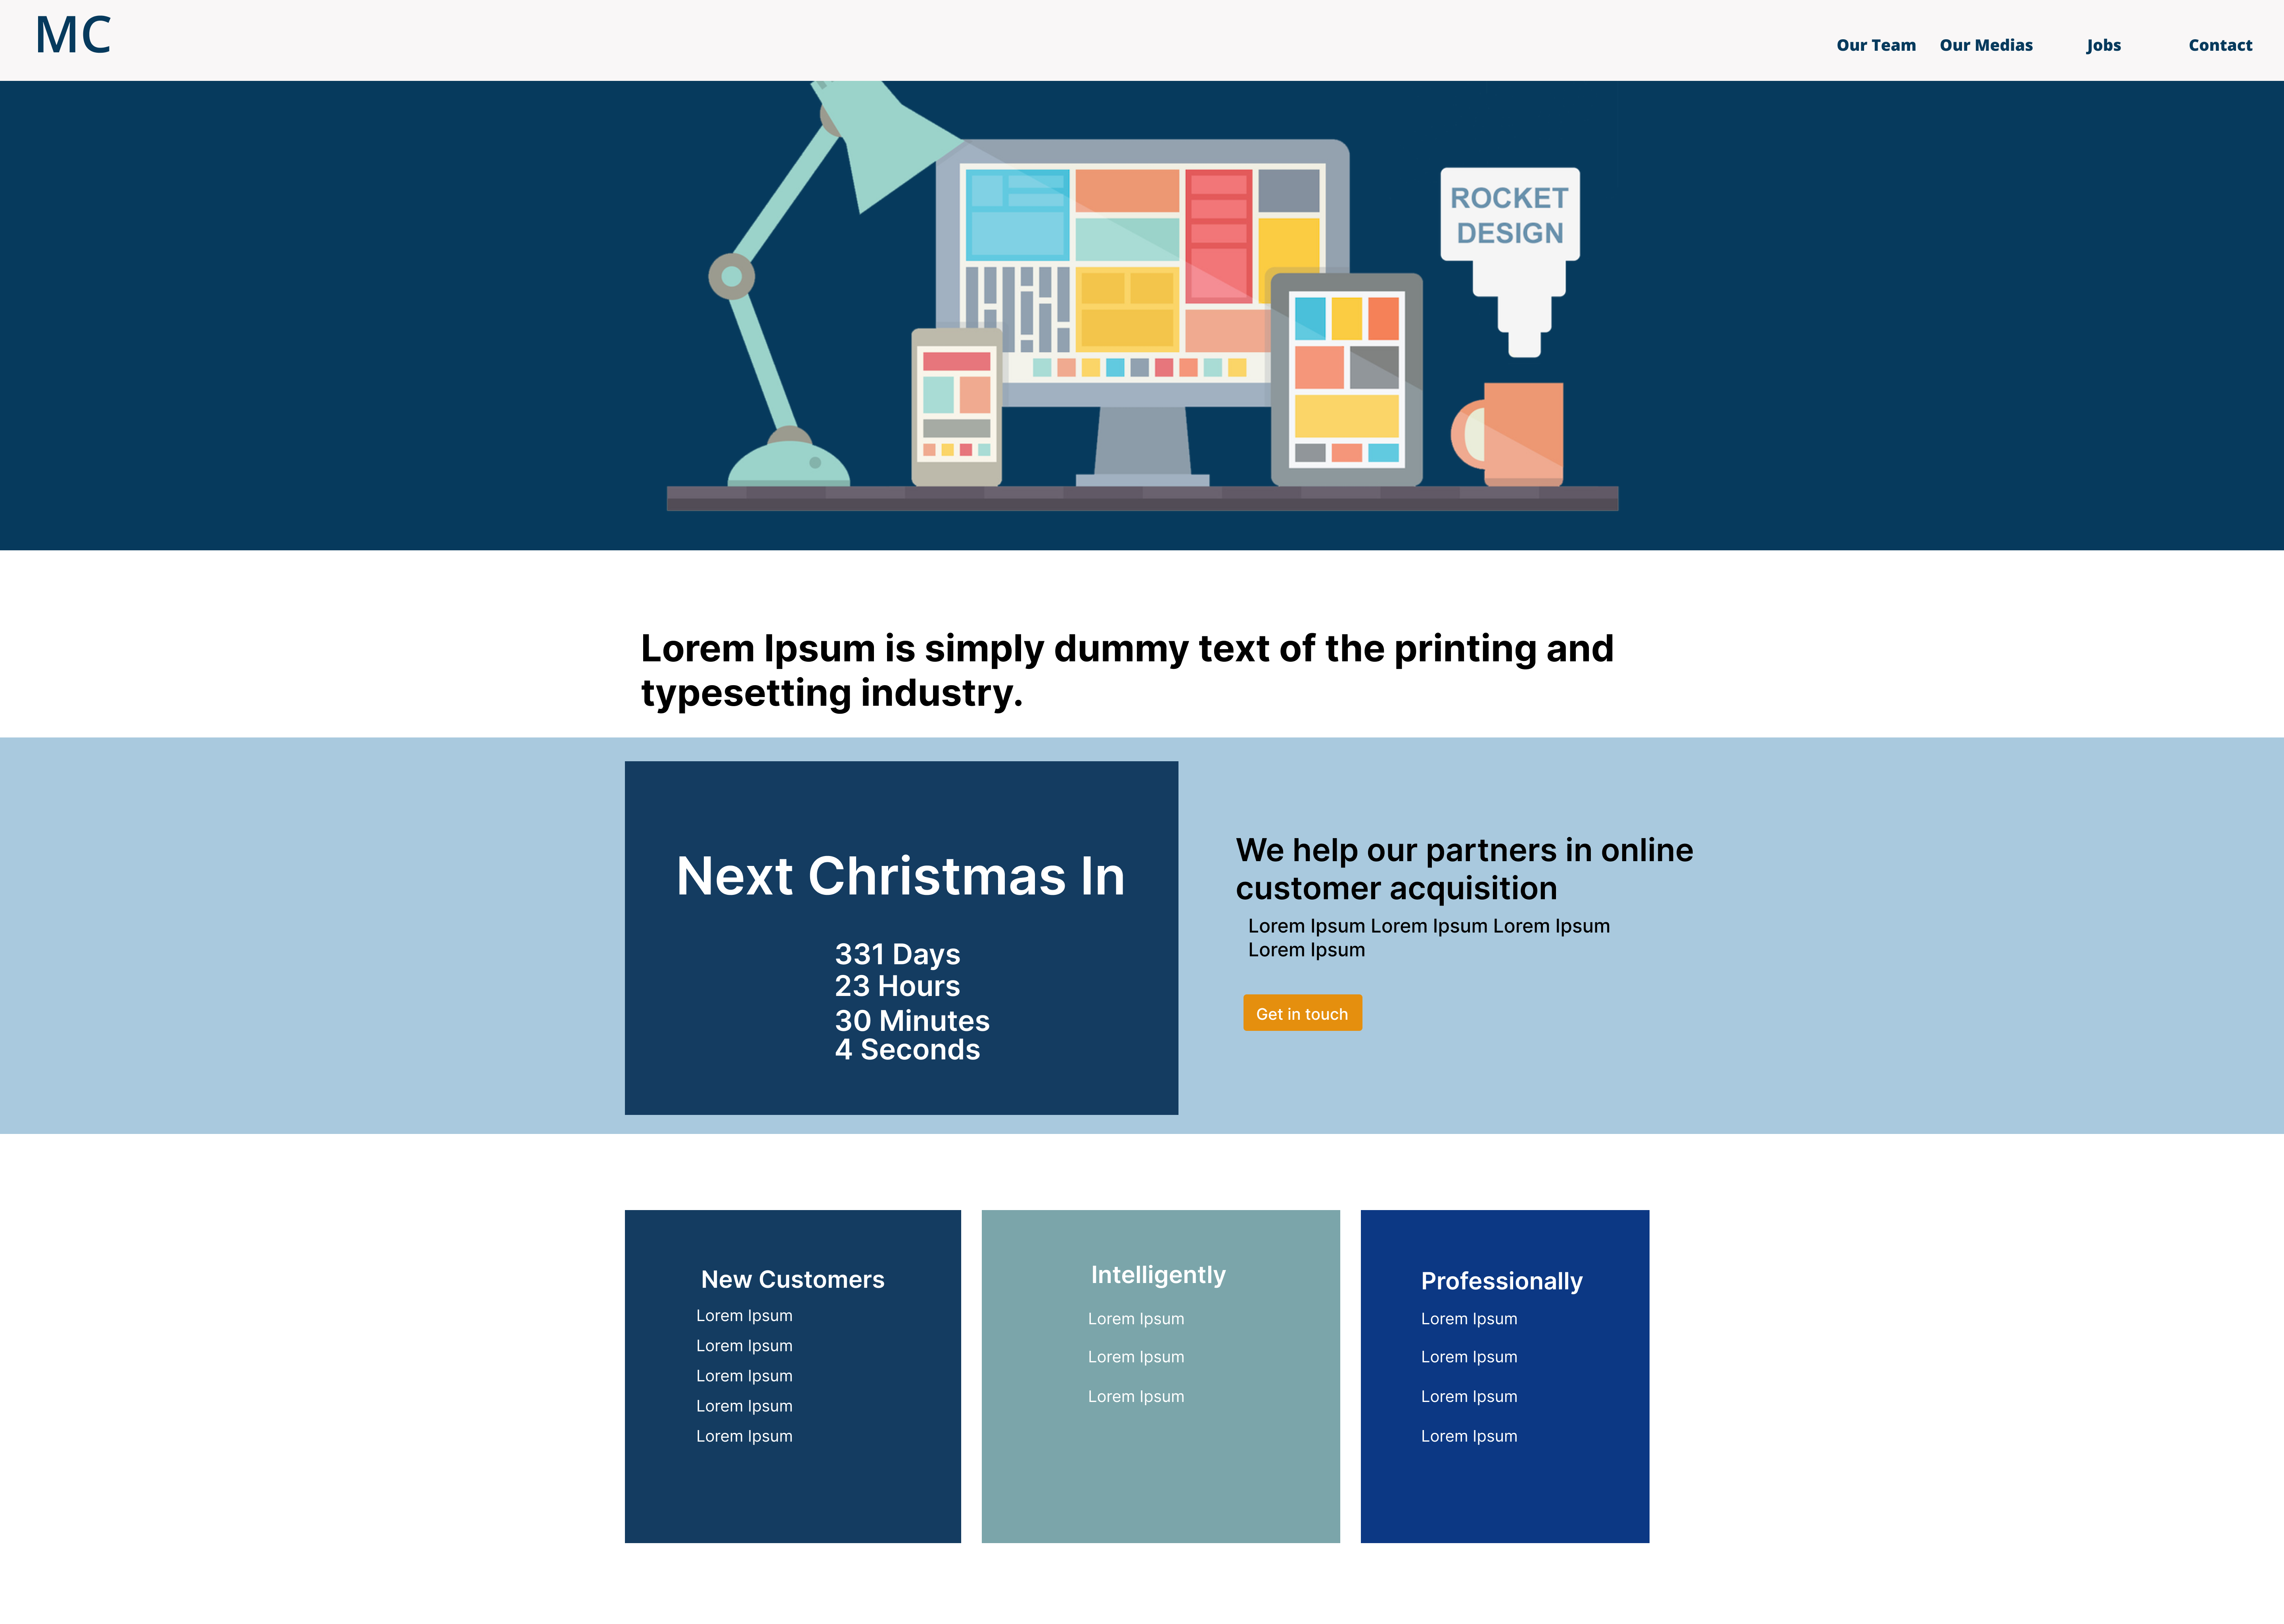 MC
Our Team
Our Medias
Jobs
Contact
ROCKET
DESIGN
Lorem Ipsum is simply dummy text of the printing and
typesetting industry.
Next Christmas In
331 Days
23 Hours
30 Minutes
4 Seconds
We help our partners in online
customer acquisition
Lorem Ipsum Lorem Ipsum Lorem Ipsum
Lorem Ipsum
Get in touch
New Customers
Lorem Ipsum
Lorem Ipsum
Lorem Ipsum
Lorem Ipsum
Lorem Ipsum
Intelligently
Lorem Ipsum
Lorem Ipsum
Lorem Ipsum
Professionally
Lorem Ipsum
Lorem Ipsum
Lorem Ipsum
Lorem Ipsum